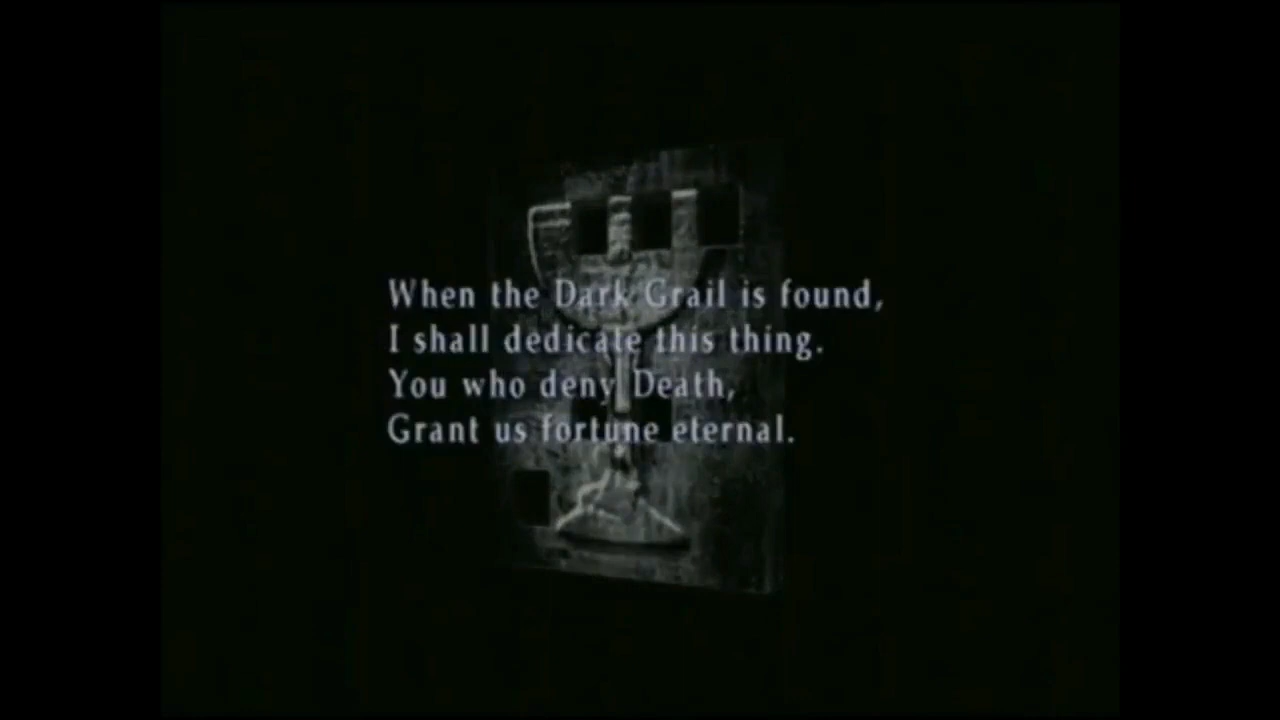 When the Dark Grail is found,
I shall dedicate this thing.
You who deny Death,
Grant us fortune eternal.